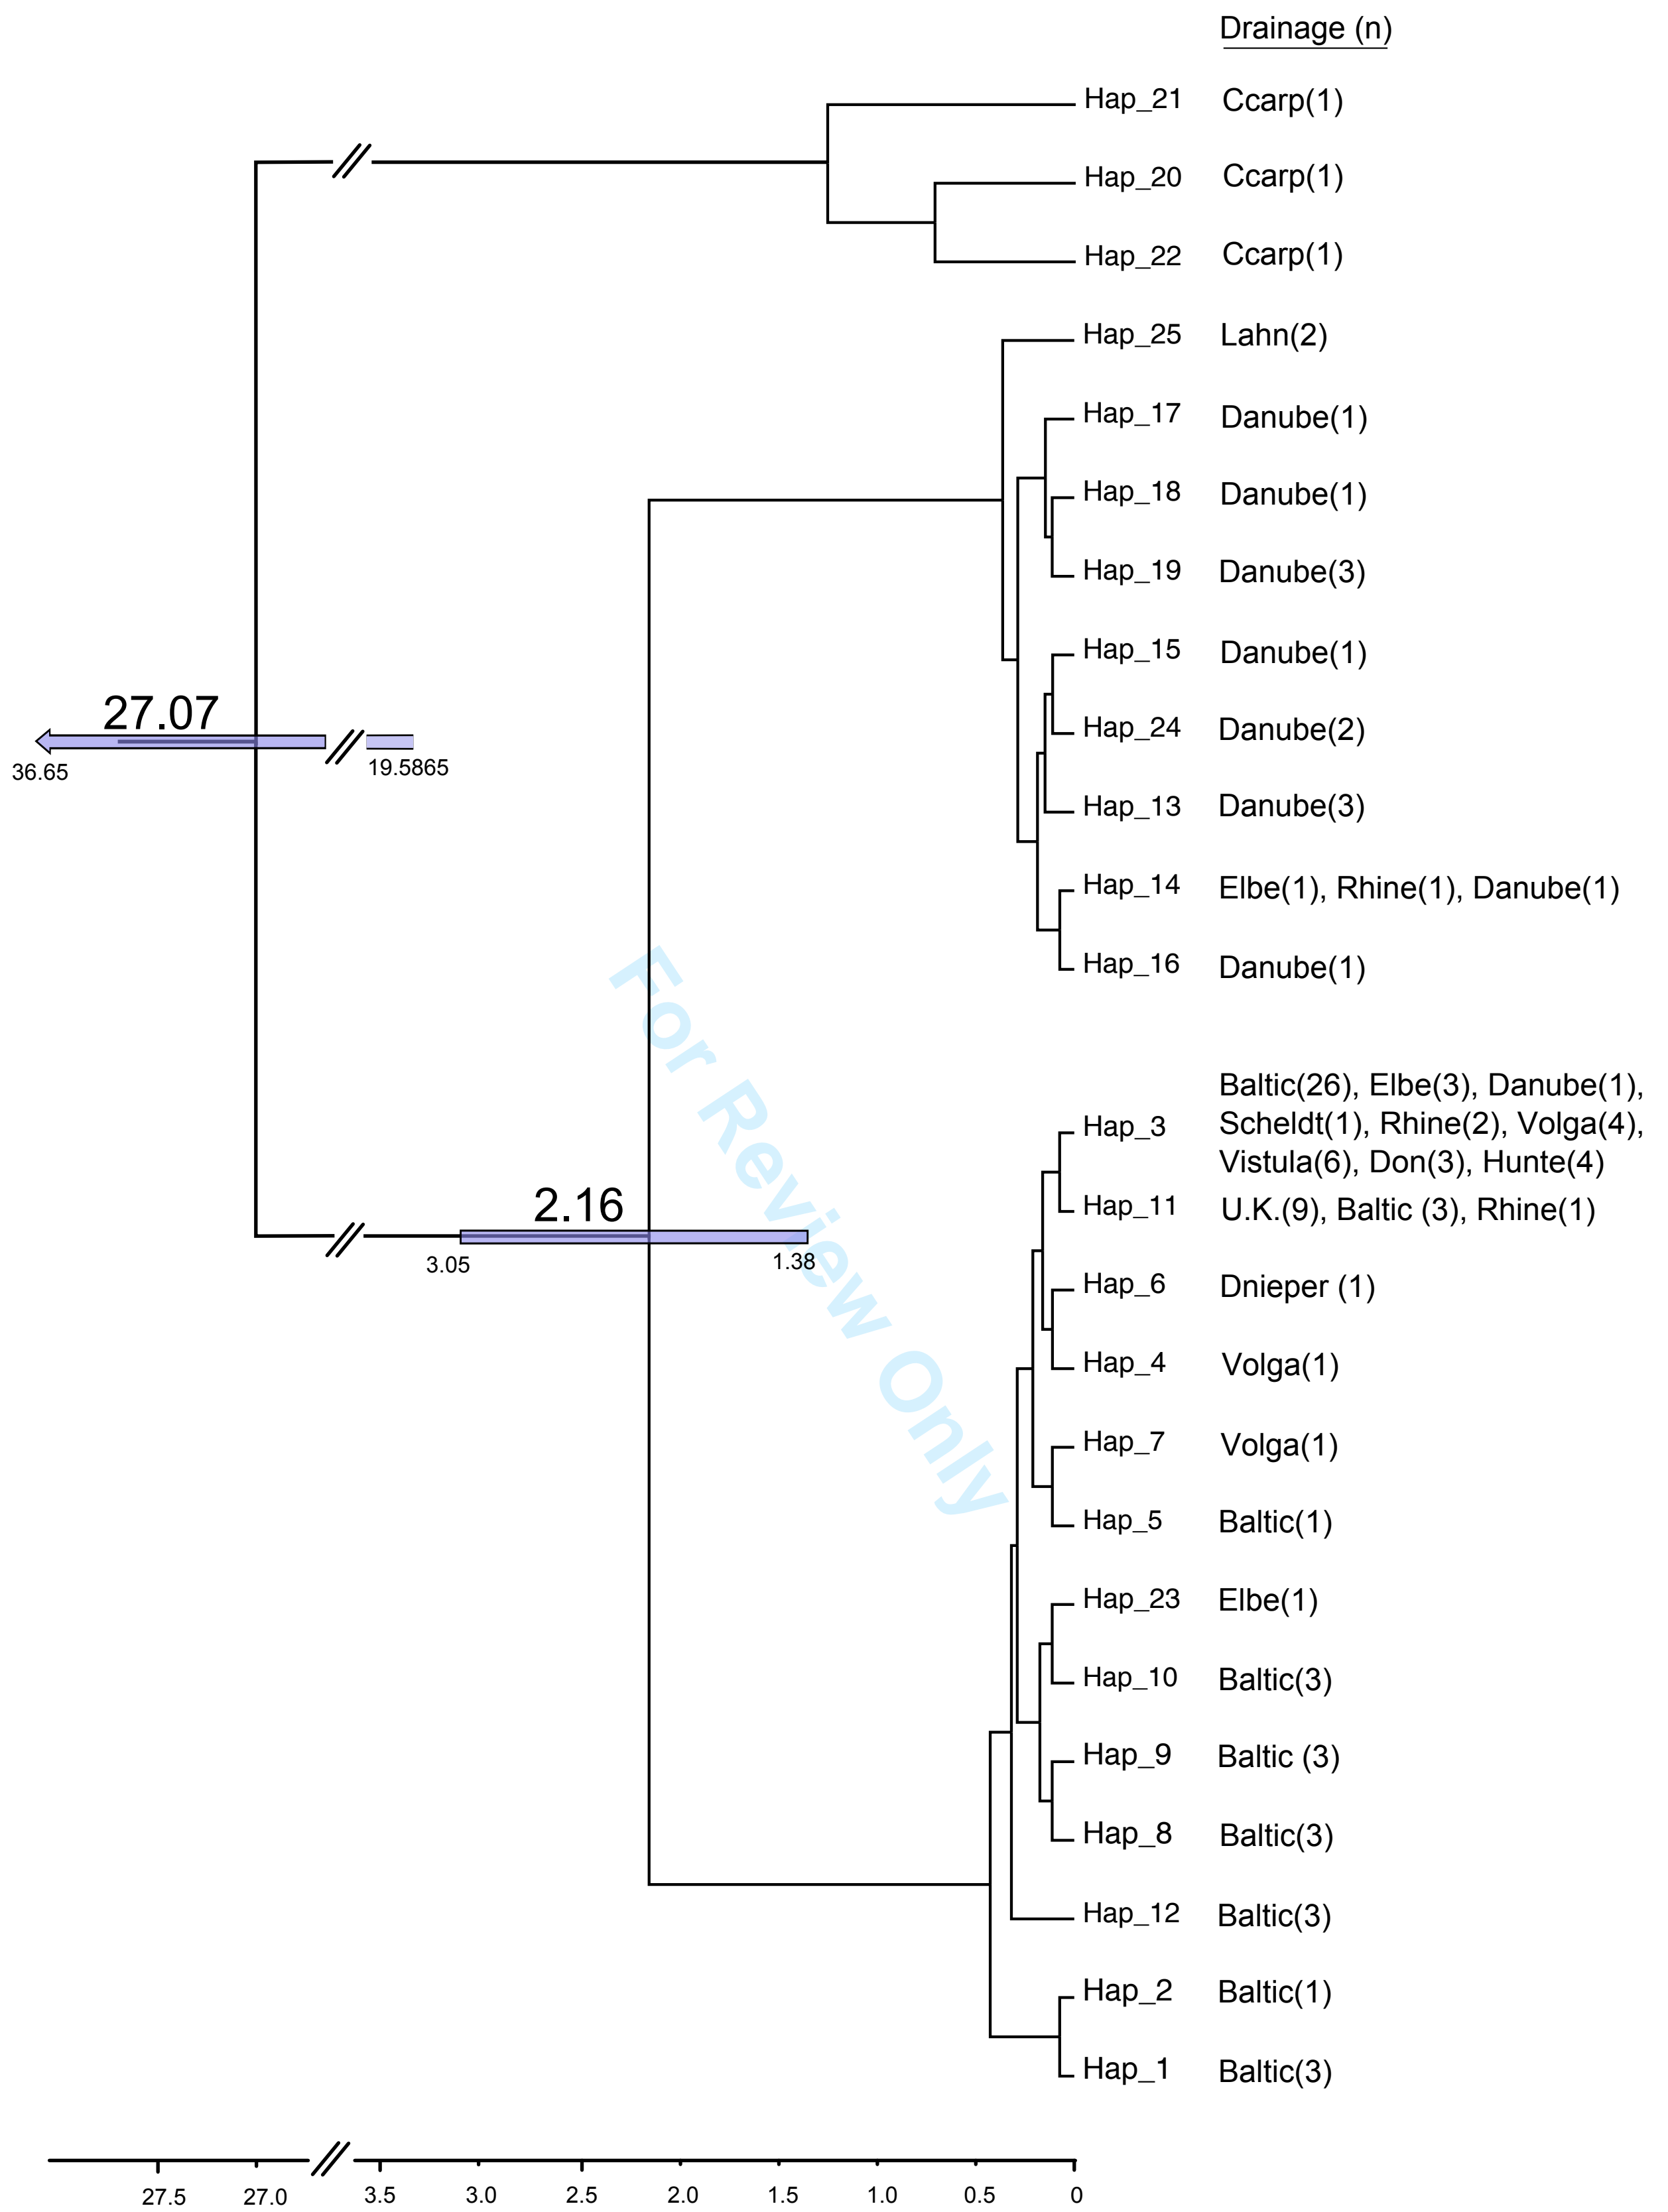 Drainage (n)
Hap_21 Ccarp(1)
Hap_20 Ccarp(1)
Hap_22 Ccarp(1)
Hap_25 Lahn(2)
Hap_17 Danube(1)
Hap_18 Danube(1)
Hap_19 Danube(3)
Hap_15 Danube(1)
27.07
Hap_24 Danube(2)
36.65
19.5865
Hap_13 Danube(3)
Hap_14 Elbe(1), Rhine(1), Danube(1)
Hap_16 Danube(1)
For Review Only
Baltic(26), Elbe(3), Danube(1),
Hap_3 Scheldt(1), Rhine(2), Volga(4),
Vistula(6), Don(3), Hunte(4)
2.16
Hap_11 U.K.(9), Baltic (3), Rhine(1)
3.05
1.38
Hap_6 Dnieper (1)
Hap_4 Volga(1)
Hap_7 Volga(1)
Hap_5 Baltic(1)
Hap_23 Elbe(1)
Hap_10 Baltic(3)
Hap_9 Baltic (3)
Hap_8 Baltic(3)
Hap_12 Baltic(3)
Hap_2 Baltic(1)
Hap_1 Baltic(3)
27.5 27.0 3.5 3.0 2.5 2.0 1.5 1.0 0.5 0